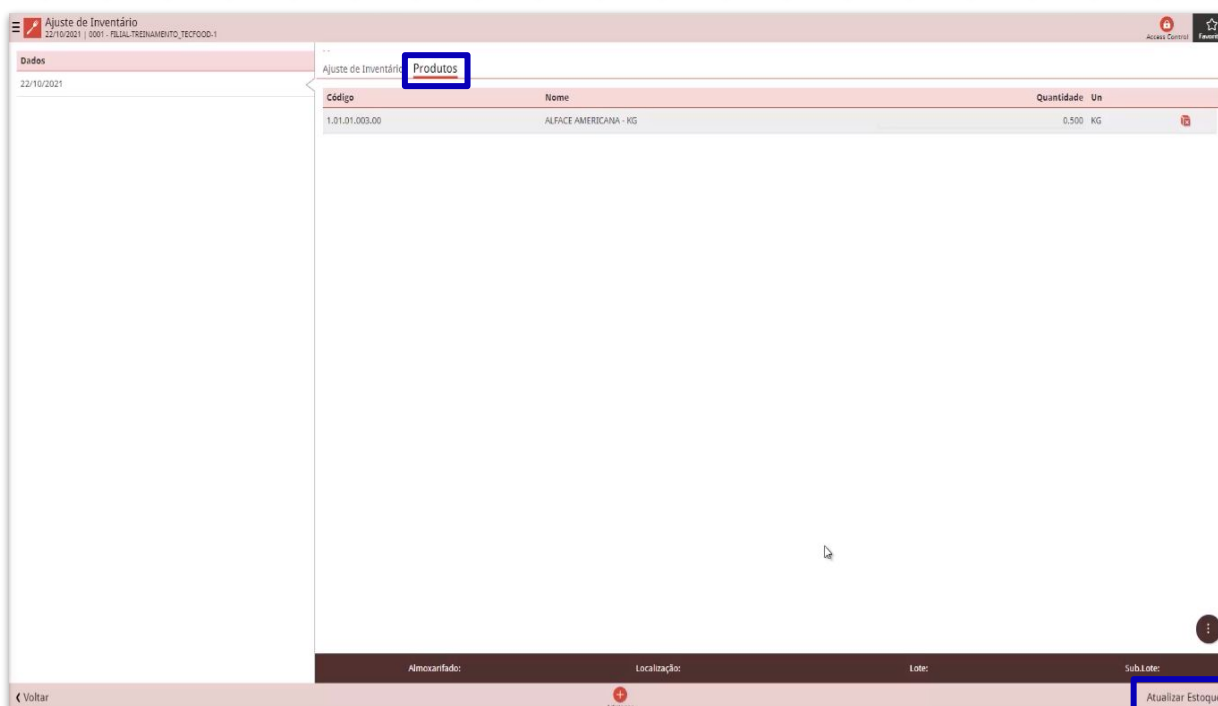 Ajuste de Inventário
22/10/2021 | 0001 - FILIAL-TREINAMENTO_TECFOOD-1
Access Control
Dados
22/10/2021
Ajuste de Inventário Produtos
Código Nome Quantidade Un
1.01.01.003.00 ALFACE AMERICANA - KG 0.500 KG
Almoxarifado: Localização: Lote: Sub.Lote:
Voltar
Atualizar Estoque